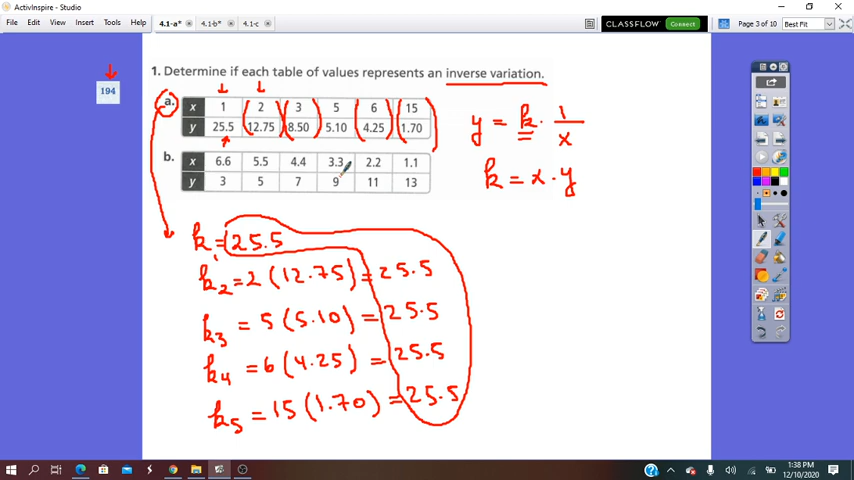 ActivInspire - Studio
File Edit View Insert Tools Help
4.1-a* 4.1-b* 4.1-c
CLASSFLOW Connect Page 3 of 10 Best Fit
194
1. Determine if each table of values represents an inverse variation.
a. x 1 2 3 5 6 15
y 25.5 12.75 8.50 5.10 4.25 1.70
y = k · 1/x
b. x 6.6 5.5 4.4 3.3 2.2 1.1
y 3 5 7 9 11 13
k = x · y
k1 = 25.5
k2 = 2 (12.75) = 25.5
k3 = 5 (5.10) = 25.5
k4 = 6 (4.25) = 25.5
k5 = 15 (1.70) = 25.5
1:38 PM
12/10/2020